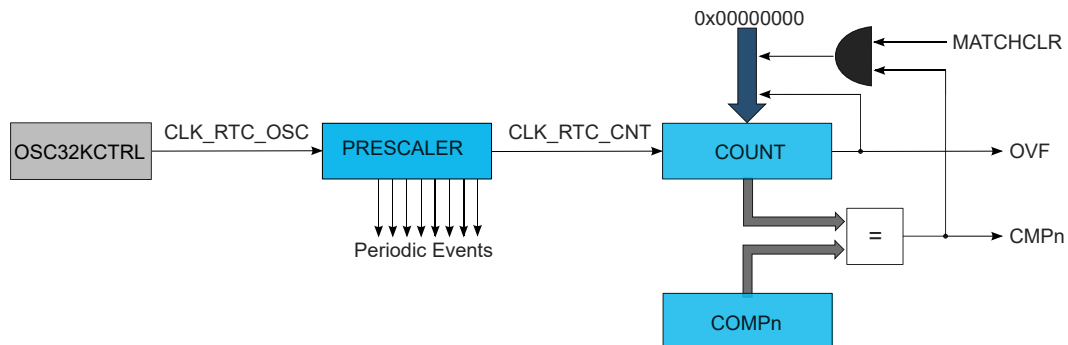 0x00000000
MATCHCLR
OSC32KCTRL
CLK_RTC_OSC
PRESCALER
CLK_RTC_CNT
COUNT
OVF
Periodic Events
=
CMPn
COMPn